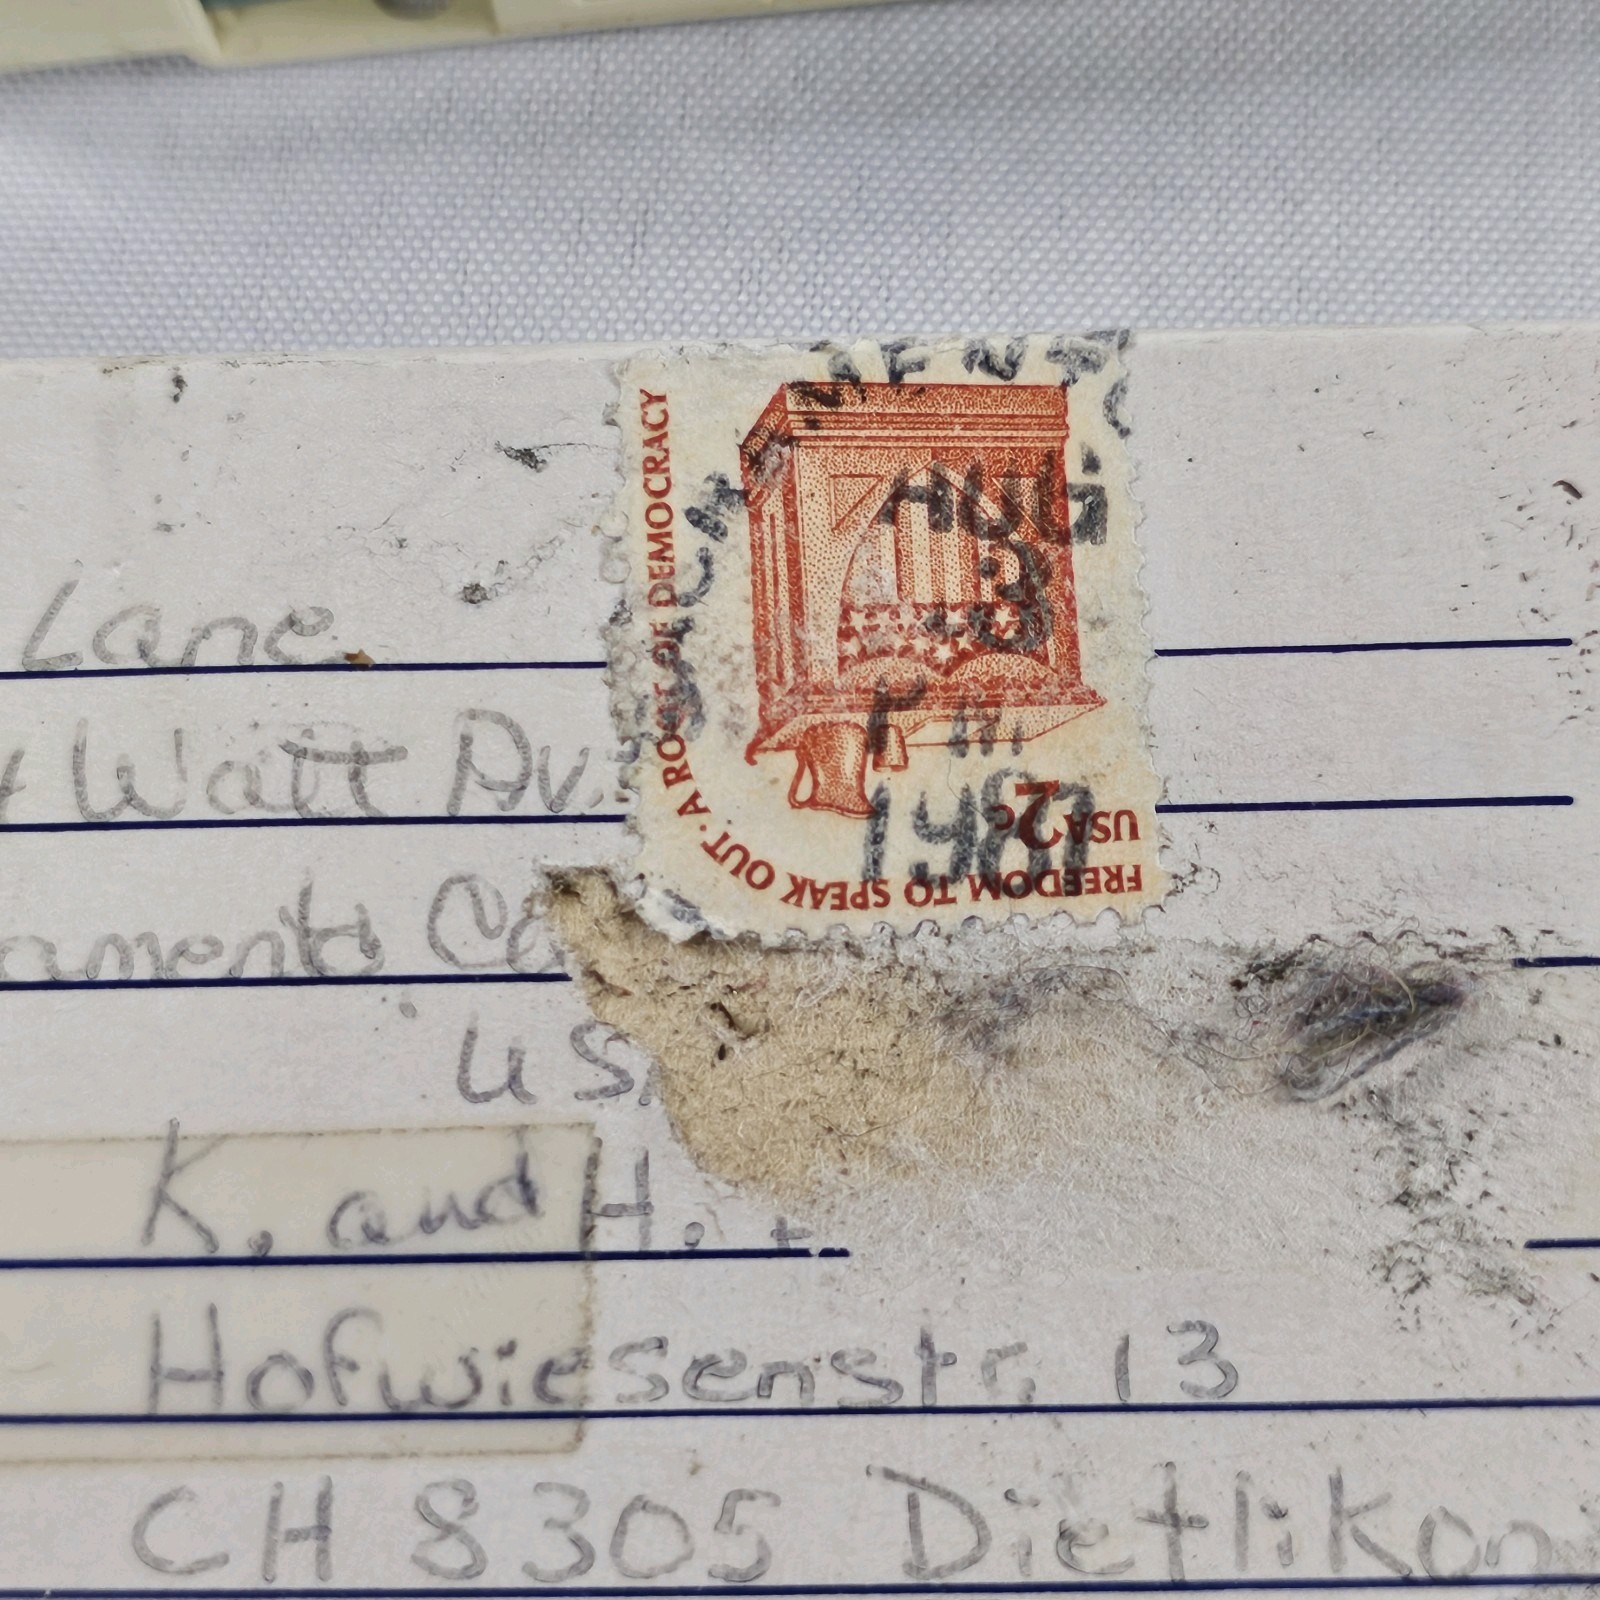 FREEDOM TO SPEAK OUT · A ROOT OF DEMOCRACY
USA 2c
AUG
PM
Lane
Watt Av.
US
K. and H.
Hofwiesenstr. 13
CH 8305 Dietlikon